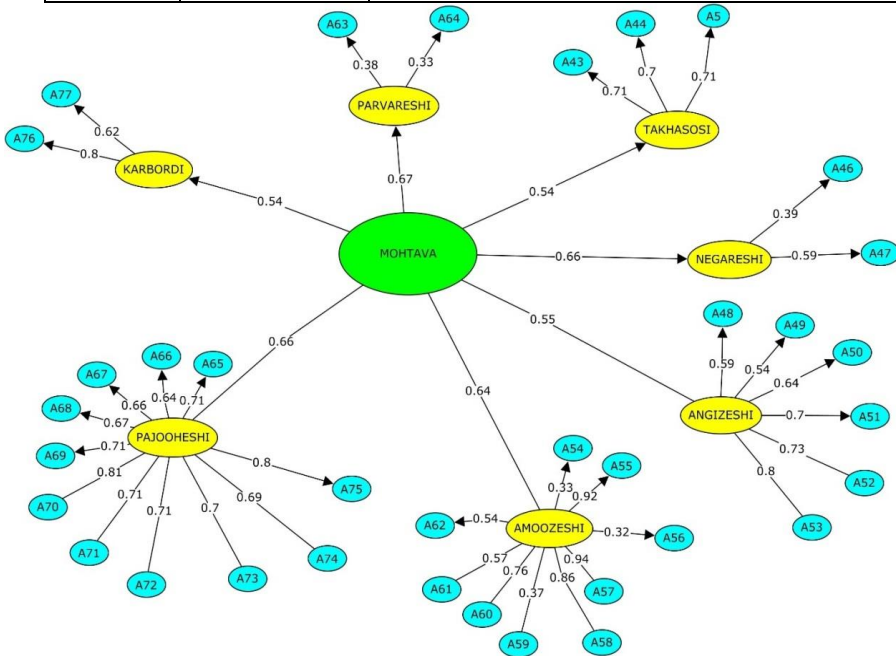 A63
A64
A5
A44
A43
0.38
0.33
0.7
0.71
0.71
A77
A76
0.62
0.8
PARVARESHI
TAKHASOSI
KARBORDI
0.67
0.54
0.54
A46
A47
0.39
0.59
MOHTAVA
0.66
NEGARESHI
0.66
0.55
0.64
A48
A49
A50
A51
A52
A53
0.59
0.54
0.64
0.7
0.73
0.8
ANGIZESHI
A66
A65
A67
A68
A69
A70
A71
A72
A73
A74
A75
0.64
0.71
0.66
0.67
0.71
0.81
0.71
0.71
0.7
0.69
0.8
PAJOOHESHI
A54
A55
A56
A57
A58
A59
A60
A61
A62
0.33
0.92
0.32
0.94
0.86
0.37
0.76
0.57
0.54
AMOOZESHI